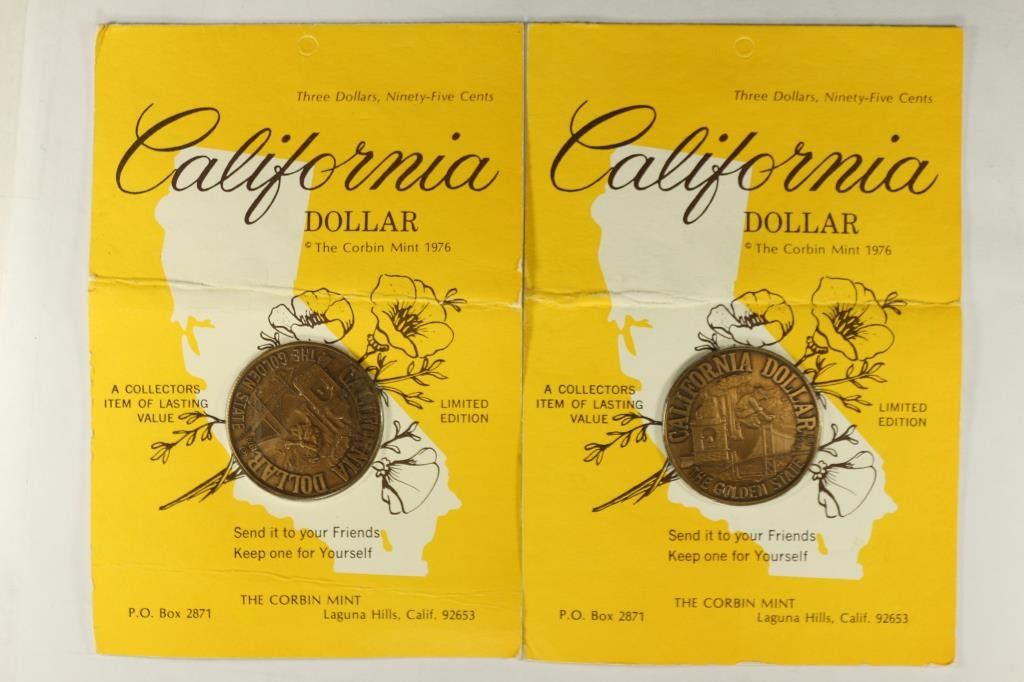 Three Dollars, Ninety-Five Cents
California
DOLLAR
© The Corbin Mint 1976
A COLLECTORS
ITEM OF LASTING
VALUE
LIMITED
EDITION
CALIFORNIA DOLLAR
THE GOLDEN STATE
Send it to your Friends
Keep one for Yourself
THE CORBIN MINT
P.O. Box 2871 Laguna Hills, Calif. 92653
Three Dollars, Ninety-Five Cents
California
DOLLAR
© The Corbin Mint 1976
A COLLECTORS
ITEM OF LASTING
VALUE
LIMITED
EDITION
CALIFORNIA DOLLAR
THE GOLDEN STATE
Send it to your Friends
Keep one for Yourself
THE CORBIN MINT
P.O. Box 2871 Laguna Hills, Calif. 92653